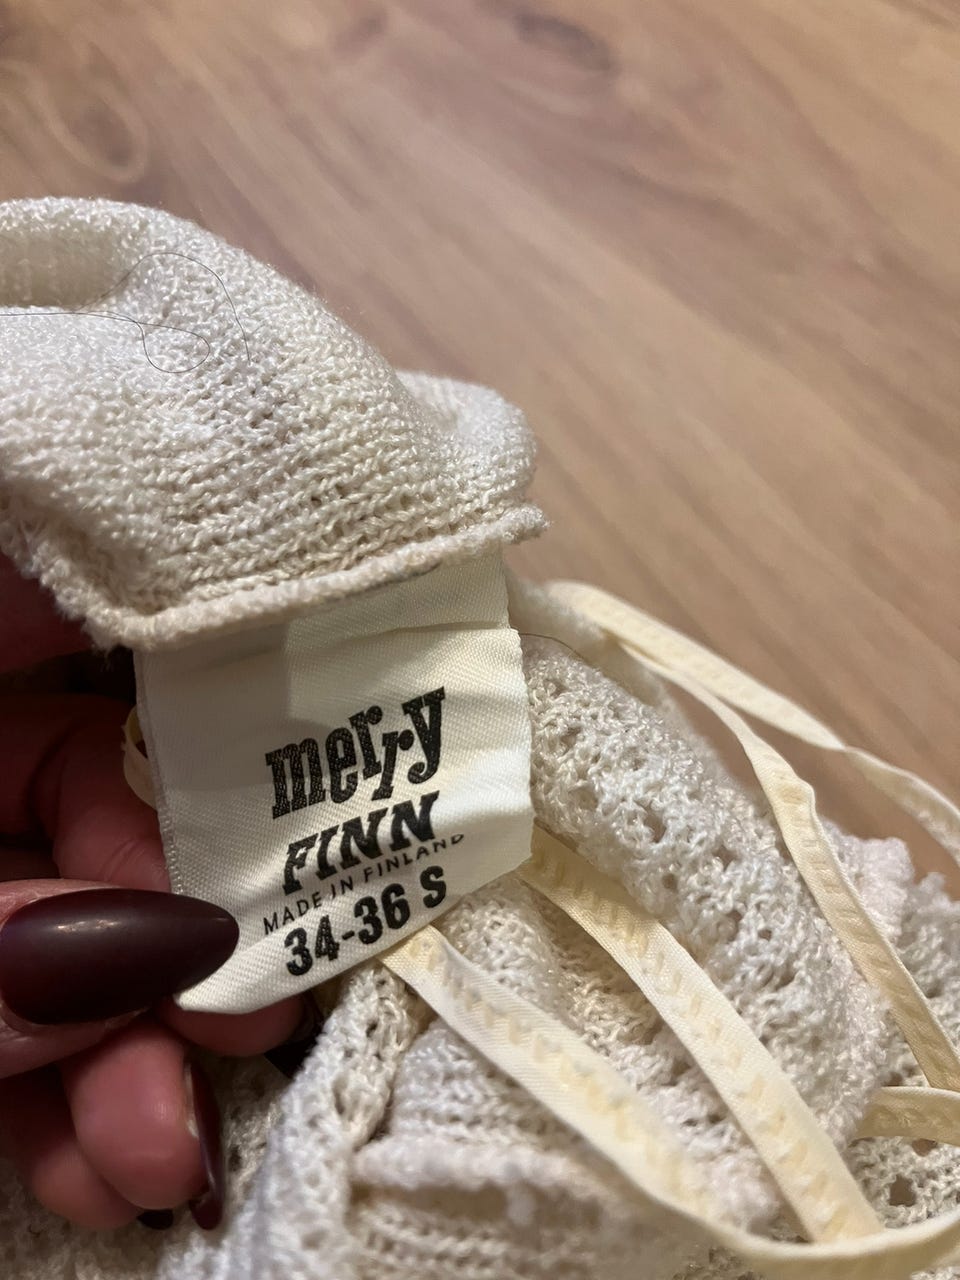 merry
FINN
MADE IN FINLAND
34-36 S